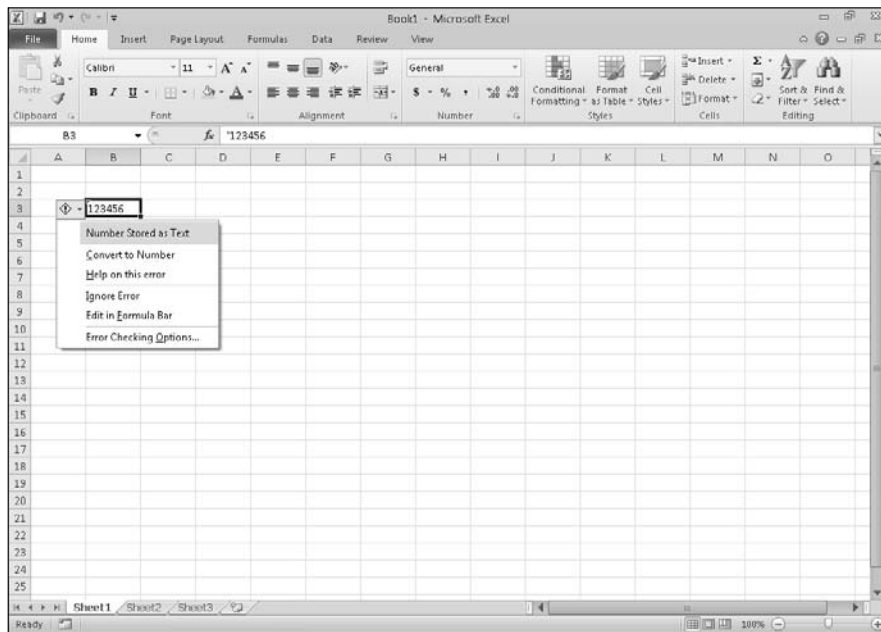 Book1 - Microsoft Excel
File Home Insert Page Layout Formulas Data Review View
Calibri 11 A A General Insert
Paste Delete
B I U A $ % , .00 .00 Conditional Format Cell Format Sort & Find &
Formatting as Table Styles Filter Select
Clipboard Font Alignment Number Styles Cells Editing
B3 fx '123456
A B C D E F G H I J K L M N O
1
2
3 123456
4 Number Stored as Text
5
6 Convert to Number
7 Help on this error
8 Ignore Error
9 Edit in Formula Bar
10
11 Error Checking Options...
12
13
14
15
16
17
18
19
20
21
22
23
24
25
Sheet1 Sheet2 Sheet3
Ready 100%